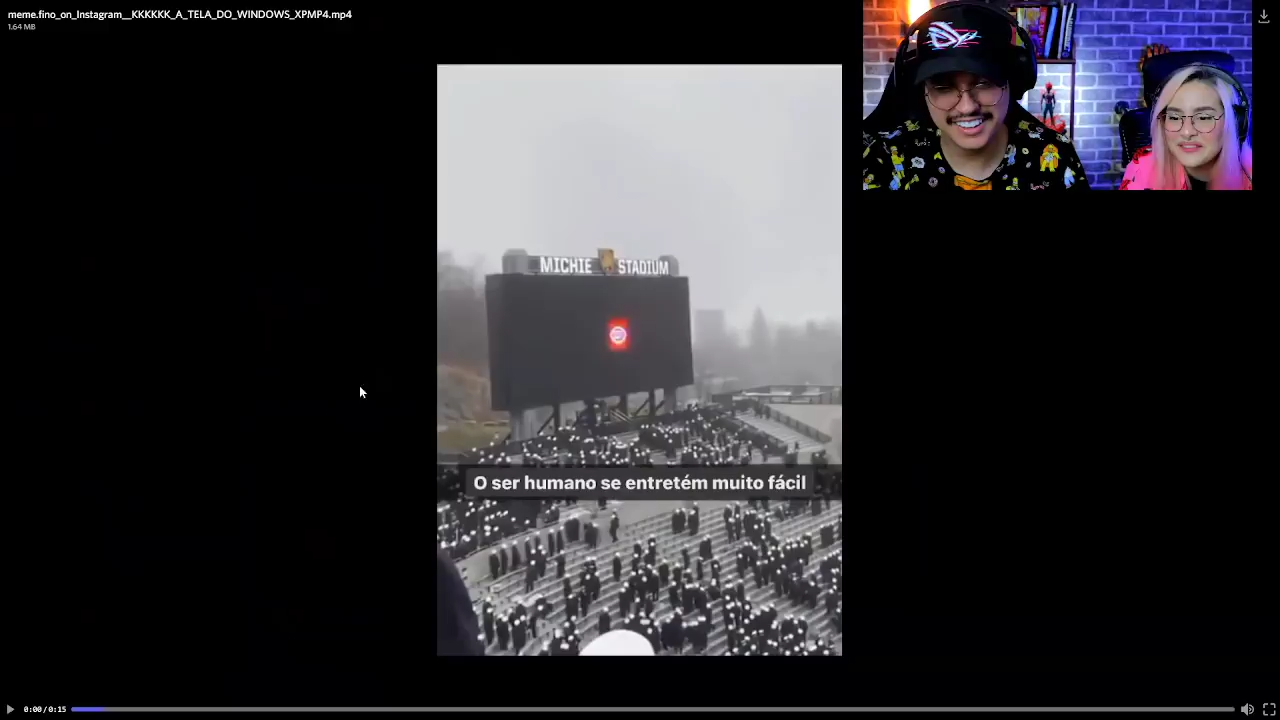 meme.fino_on_Instagram__KKKKKK_A_TELA_DO_WINDOWS_XPMP4.mp4
1.64 MB
MICHIE STADIUM
O ser humano se entretém muito fácil
0:00/0:15